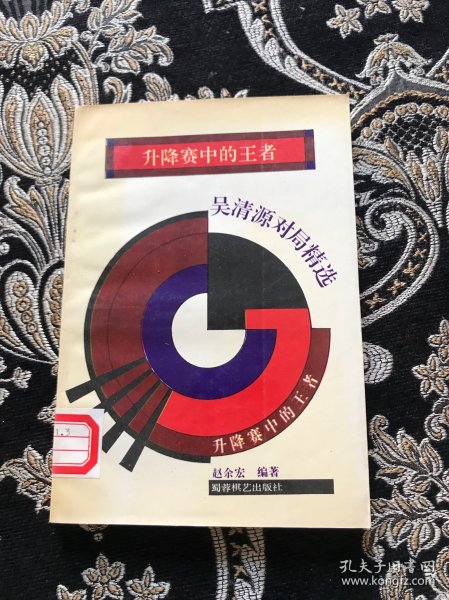 升降赛中的王者
吴清源对局精选
升降赛中的王者
赵余宏 编著
蜀蓉棋艺出版社
1.3
孔夫子旧书网
www.kongfz.com